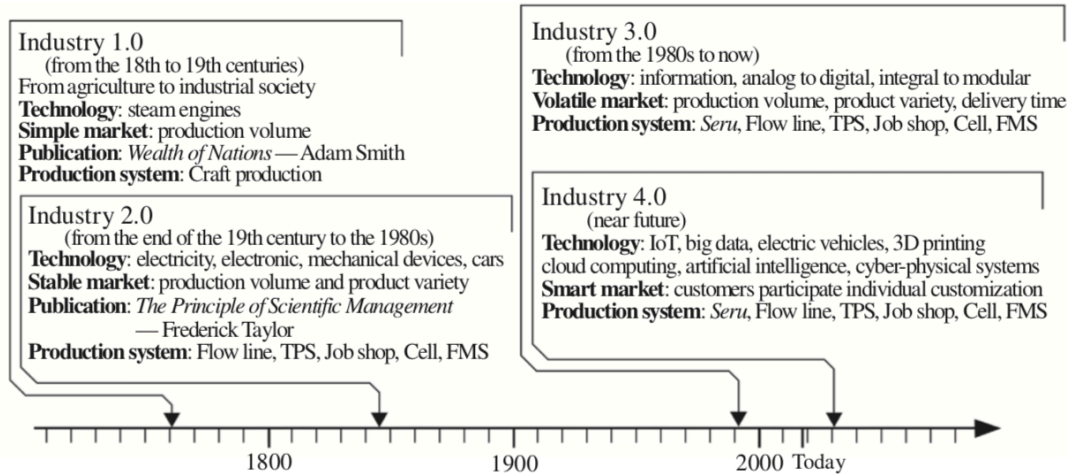 Industry 1.0
(from the 18th to 19th centuries)
From agriculture to industrial society
Technology: steam engines
Simple market: production volume
Publication: Wealth of Nations — Adam Smith
Production system: Craft production
Industry 2.0
(from the end of the 19th century to the 1980s)
Technology: electricity, electronic, mechanical devices, cars
Stable market: production volume and product variety
Publication: The Principle of Scientific Management
— Frederick Taylor
Production system: Flow line, TPS, Job shop, Cell, FMS
Industry 3.0
(from the 1980s to now)
Technology: information, analog to digital, integral to modular
Volatile market: production volume, product variety, delivery time
Production system: Seru, Flow line, TPS, Job shop, Cell, FMS
Industry 4.0
(near future)
Technology: IoT, big data, electric vehicles, 3D printing
cloud computing, artificial intelligence, cyber-physical systems
Smart market: customers participate individual customization
Production system: Seru, Flow line, TPS, Job shop, Cell, FMS
1800 1900 2000 Today